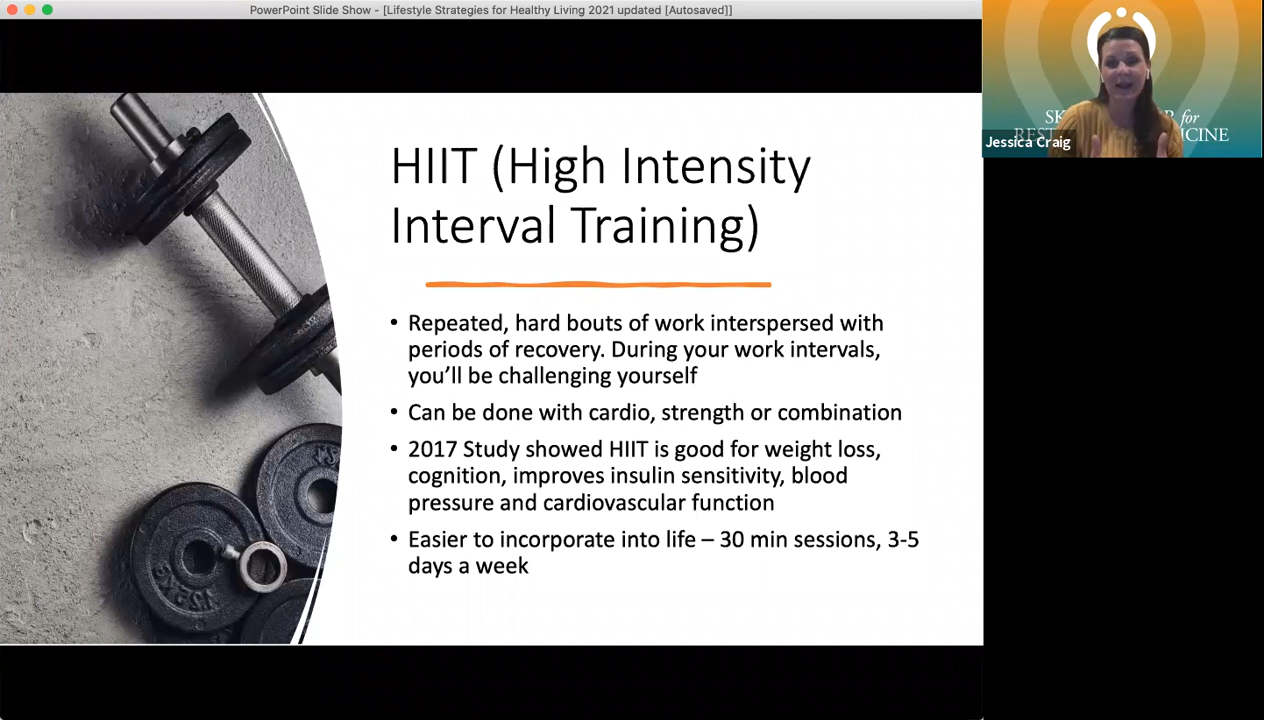 PowerPoint Slide Show - [Lifestyle Strategies for Healthy Living 2021 updated [Autosaved]]
HIIT (High Intensity
Interval Training)
• Repeated, hard bouts of work interspersed with
periods of recovery. During your work intervals,
you’ll be challenging yourself
• Can be done with cardio, strength or combination
• 2017 Study showed HIIT is good for weight loss,
cognition, improves insulin sensitivity, blood
pressure and cardiovascular function
• Easier to incorporate into life – 30 min sessions, 3-5
days a week
for
Jessica Craig